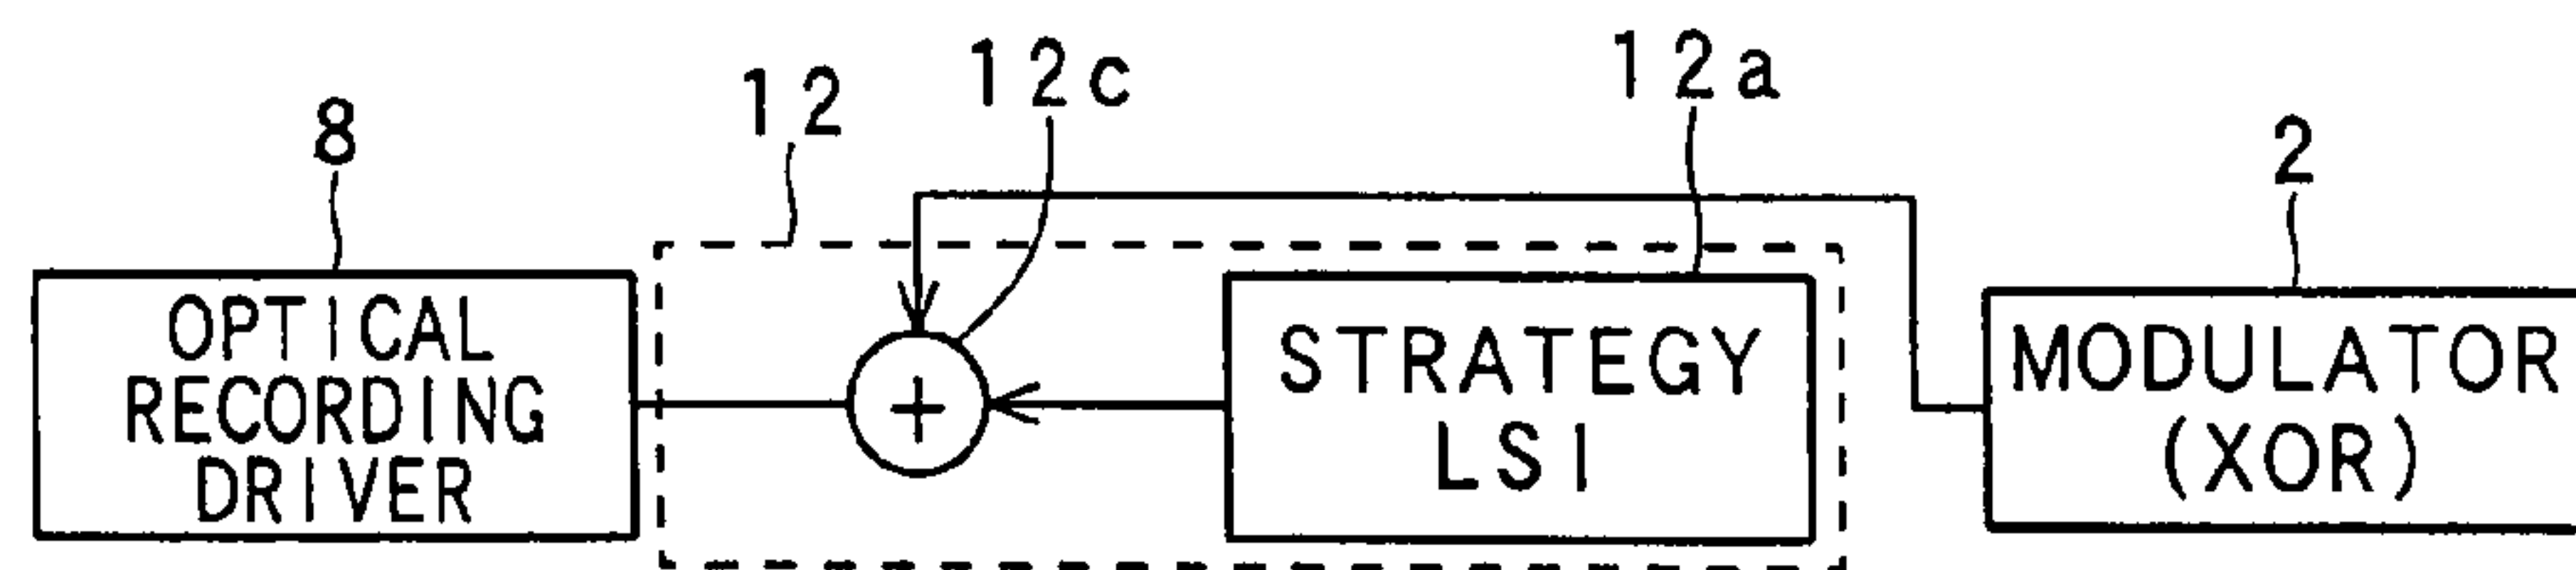 8
12
12c
12a
2
OPTICAL
RECORDING
DRIVER
+
STRATEGY
LSI
MODULATOR
(XOR)